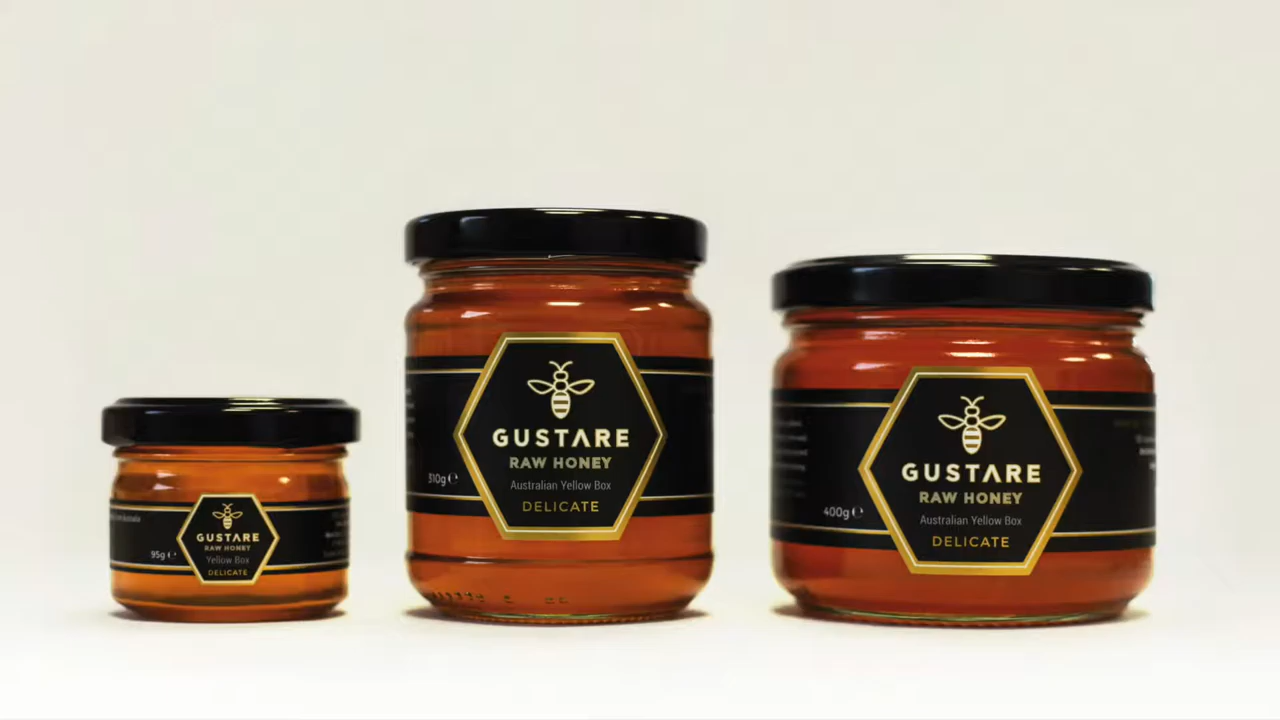 GUSTARE
RAW HONEY
Yellow Box
DELICATE
95g ℮
GUSTARE
RAW HONEY
Australian Yellow Box
DELICATE
310g ℮
GUSTARE
RAW HONEY
Australian Yellow Box
DELICATE
400g ℮